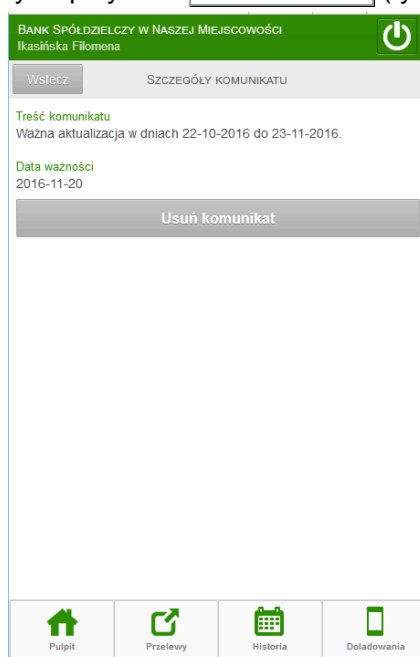 BANK SPÓŁDZIELCZY W NASZEJ MIEJSCOWOŚCI
Ikasińska Filomena
Wstecz
SZCZEGÓŁY KOMUNIKATU
Treść komunikatu
Ważna aktualizacja w dniach 22-10-2016 do 23-11-2016.
Data ważności
2016-11-20
Usuń komunikat
Pulpit Przelewy Historia Doladowania